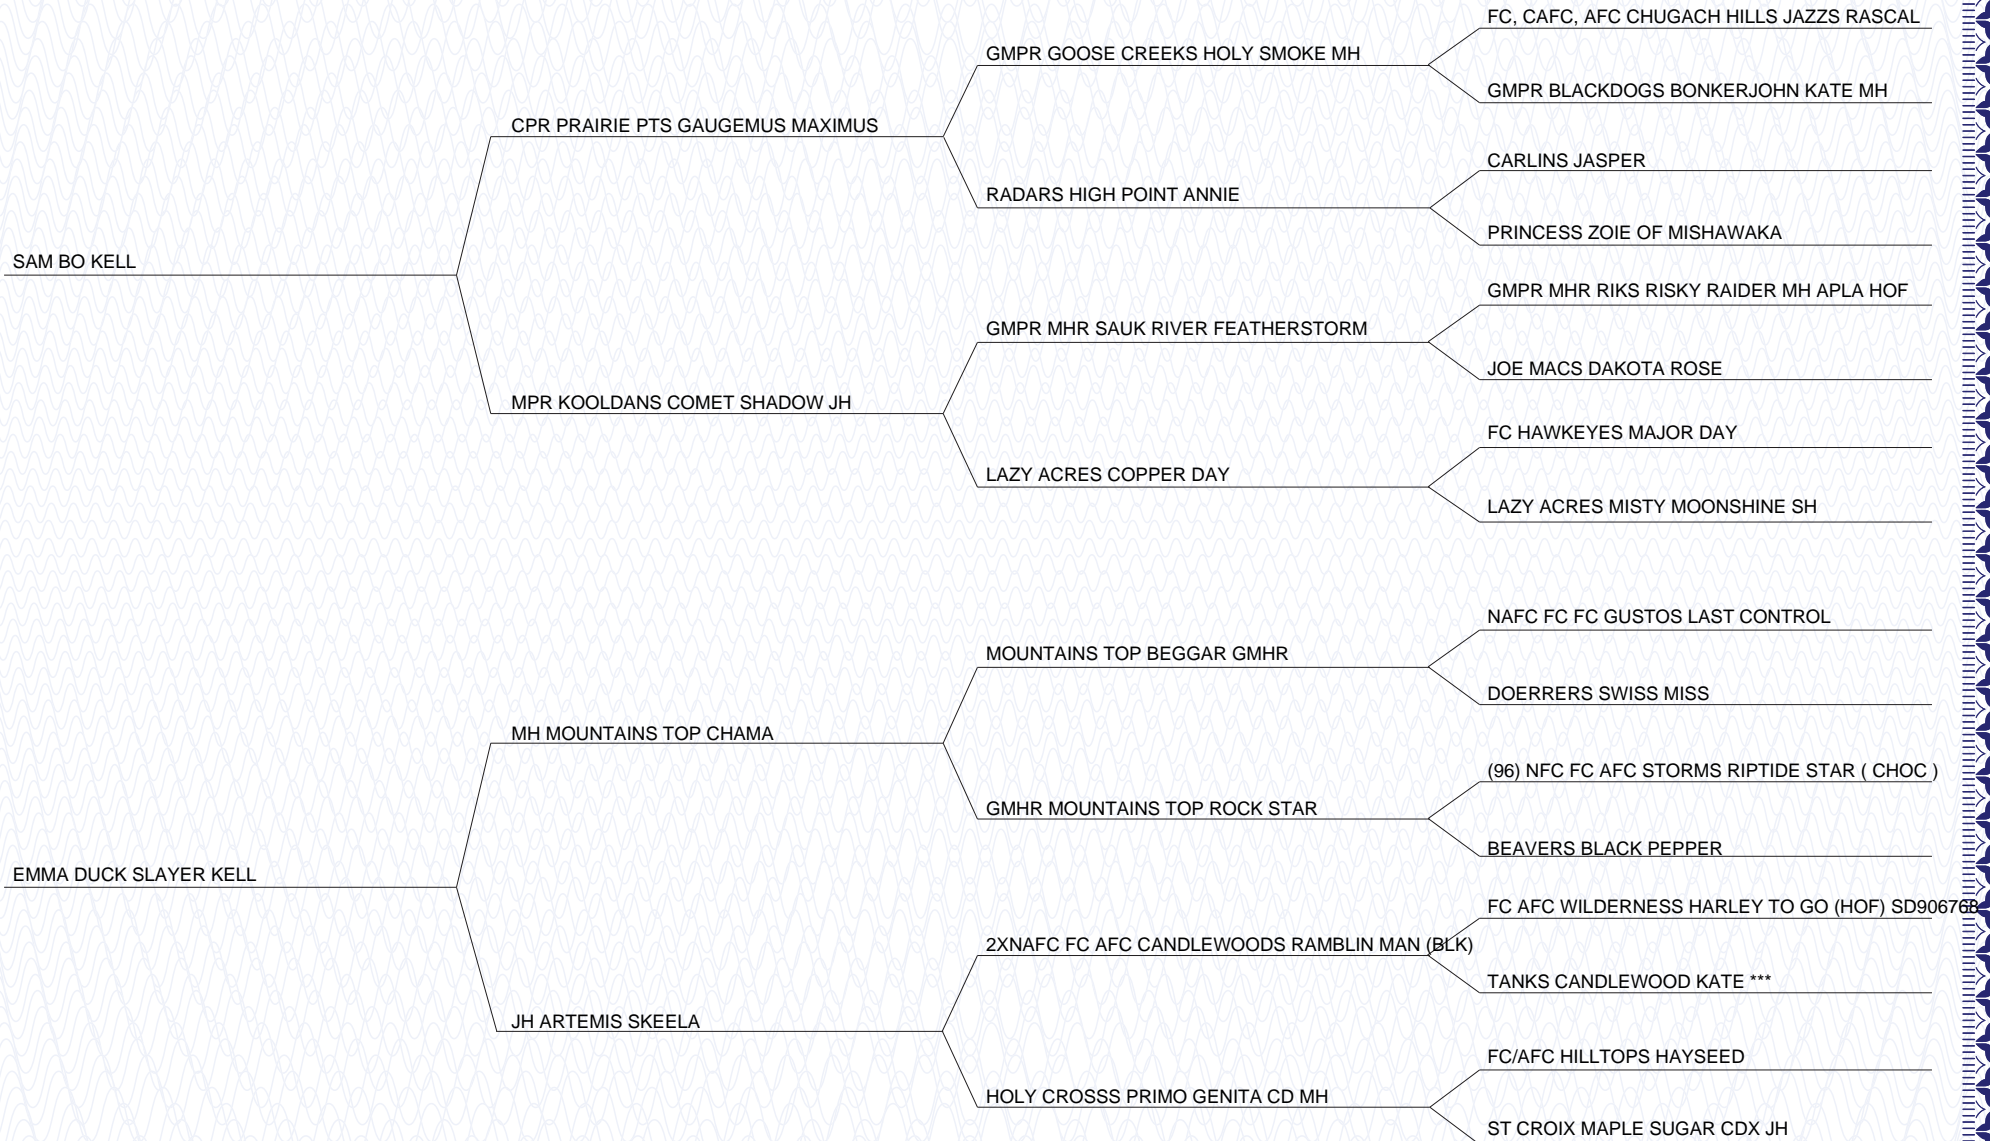 FC, CAFC, AFC CHUGACH HILLS JAZZS RASCAL
GMPR GOOSE CREEKS HOLY SMOKE MH
GMPR BLACKDOGS BONKERJOHN KATE MH
CPR PRAIRIE PTS GAUGEMUS MAXIMUS
CARLINS JASPER
RADARS HIGH POINT ANNIE
PRINCESS ZOIE OF MISHAWAKA
SAM BO KELL
GMPR MHR RIKS RISKY RAIDER MH APLA HOF
GMPR MHR SAUK RIVER FEATHERSTORM
JOE MACS DAKOTA ROSE
MPR KOOLDANS COMET SHADOW JH
FC HAWKEYES MAJOR DAY
LAZY ACRES COPPER DAY
LAZY ACRES MISTY MOONSHINE SH
NAFC FC FC GUSTOS LAST CONTROL
MOUNTAINS TOP BEGGAR GMHR
DOERRERS SWISS MISS
MH MOUNTAINS TOP CHAMA
(96) NFC FC AFC STORMS RIPTIDE STAR ( CHOC )
GMHR MOUNTAINS TOP ROCK STAR
BEAVERS BLACK PEPPER
EMMA DUCK SLAYER KELL
FC AFC WILDERNESS HARLEY TO GO (HOF)
2XNAFC FC AFC CANDLEWOODS RAMBLIN MAN (BLK)
TANKS CANDLEWOOD KATE ***
JH ARTEMIS SKEELA
FC/AFC HILLTOPS HAYSEED
HOLY CROSSS PRIMO GENITA CD MH
ST CROIX MAPLE SUGAR CDX JH